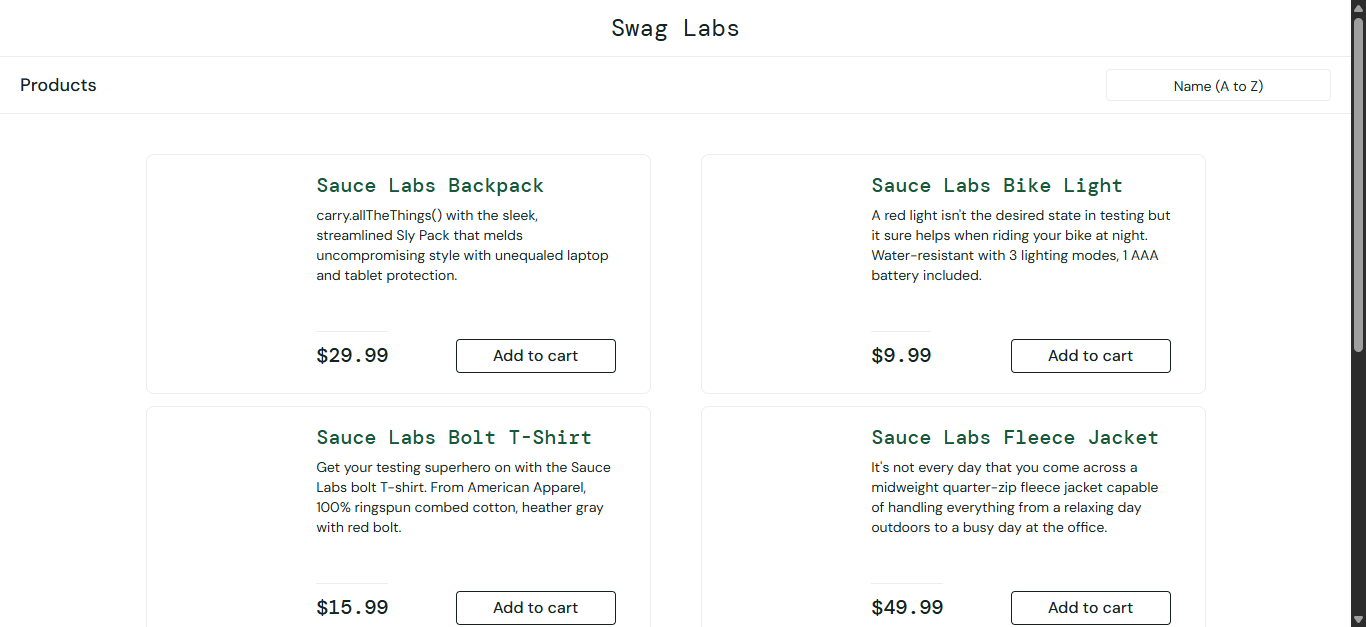 Swag Labs
Products
Name (A to Z)
Sauce Labs Backpack
carry.allTheThings() with the sleek,
streamlined Sly Pack that melds
uncompromising style with unequaled laptop
and tablet protection.
$29.99
Add to cart
Sauce Labs Bike Light
A red light isn't the desired state in testing but
it sure helps when riding your bike at night.
Water-resistant with 3 lighting modes, 1 AAA
battery included.
$9.99
Add to cart
Sauce Labs Bolt T-Shirt
Get your testing superhero on with the Sauce
Labs bolt T-shirt. From American Apparel,
100% ringspun combed cotton, heather gray
with red bolt.
$15.99
Add to cart
Sauce Labs Fleece Jacket
It's not every day that you come across a
midweight quarter-zip fleece jacket capable
of handling everything from a relaxing day
outdoors to a busy day at the office.
$49.99
Add to cart